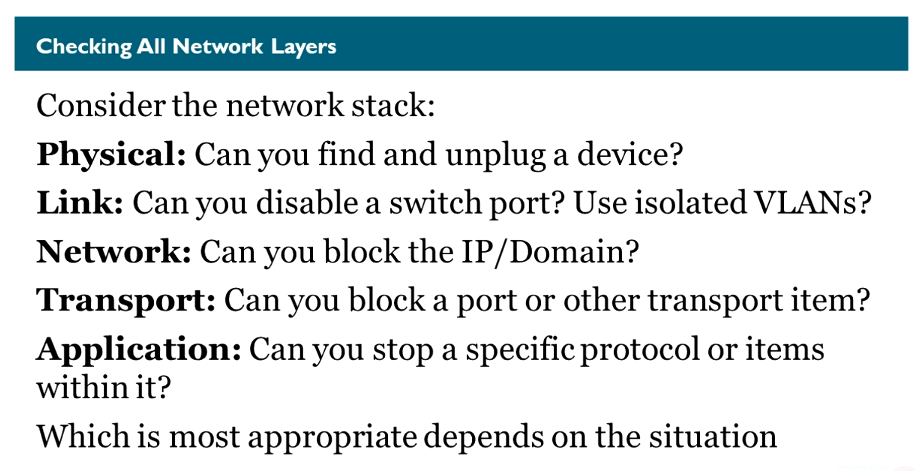 Checking All Network Layers
Consider the network stack:
Physical: Can you find and unplug a device?
Link: Can you disable a switch port? Use isolated VLANs?
Network: Can you block the IP/Domain?
Transport: Can you block a port or other transport item?
Application: Can you stop a specific protocol or items
within it?
Which is most appropriate depends on the situation